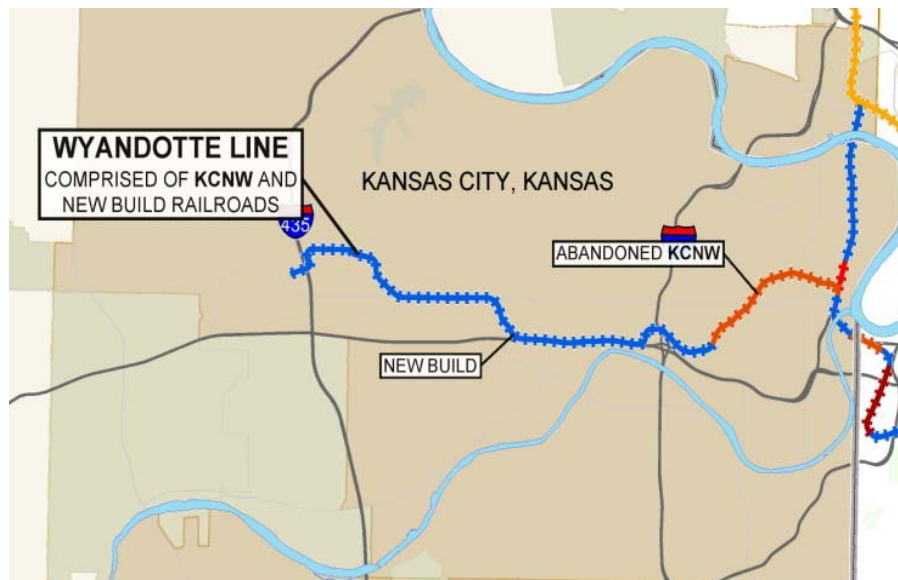 WYANDOTTE LINE
COMPRISED OF KCNW AND
NEW BUILD RAILROADS
KANSAS CITY, KANSAS
435
ABANDONED KCNW
NEW BUILD